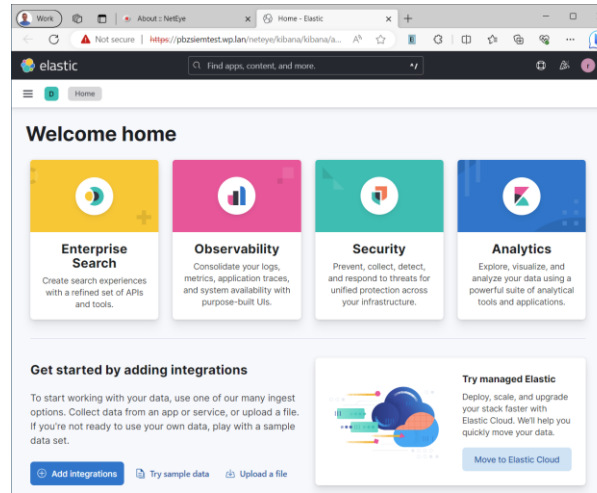 Work
About :: NetEye
Home - Elastic
Not secure
https://pbzsiemtest.wp.lan/neteye/kibana/kibana/a...
elastic
Find apps, content, and more.
^/
r
D
Home
Welcome home
Enterprise
Search
Create search experiences
with a refined set of APIs
and tools.
Observability
Consolidate your logs,
metrics, application traces,
and system availability with
purpose-built UIs.
Security
Prevent, collect, detect,
and respond to threats for
unified protection across
your infrastructure.
Analytics
Explore, visualize, and
analyze your data using a
powerful suite of analytical
tools and applications.
Get started by adding integrations
To start working with your data, use one of our many ingest
options. Collect data from an app or service, or upload a file.
If you're not ready to use your own data, play with a sample
data set.
Add integrations
Try sample data
Upload a file
Try managed Elastic
Deploy, scale, and upgrade
your stack faster with
Elastic Cloud. We'll help you
quickly move your data.
Move to Elastic Cloud